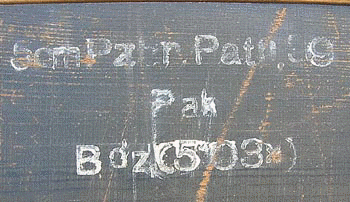 5cm Pzgr. Patr. 39
Pak
Bdz (5103*)